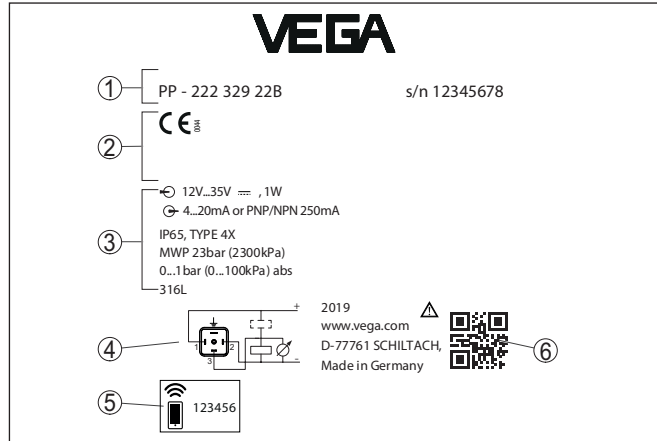 VEGA
1 PP - 222 329 22B s/n 12345678
2 CE 0044
3 12V...35V , 1W
4...20mA or PNP/NPN 250mA
IP65, TYPE 4X
MWP 23bar (2300kPa)
0...1bar (0...100kPa) abs
316L
4 1 2 3 + -
2019
www.vega.com
D-77761 SCHILTACH,
Made in Germany
6
5 123456